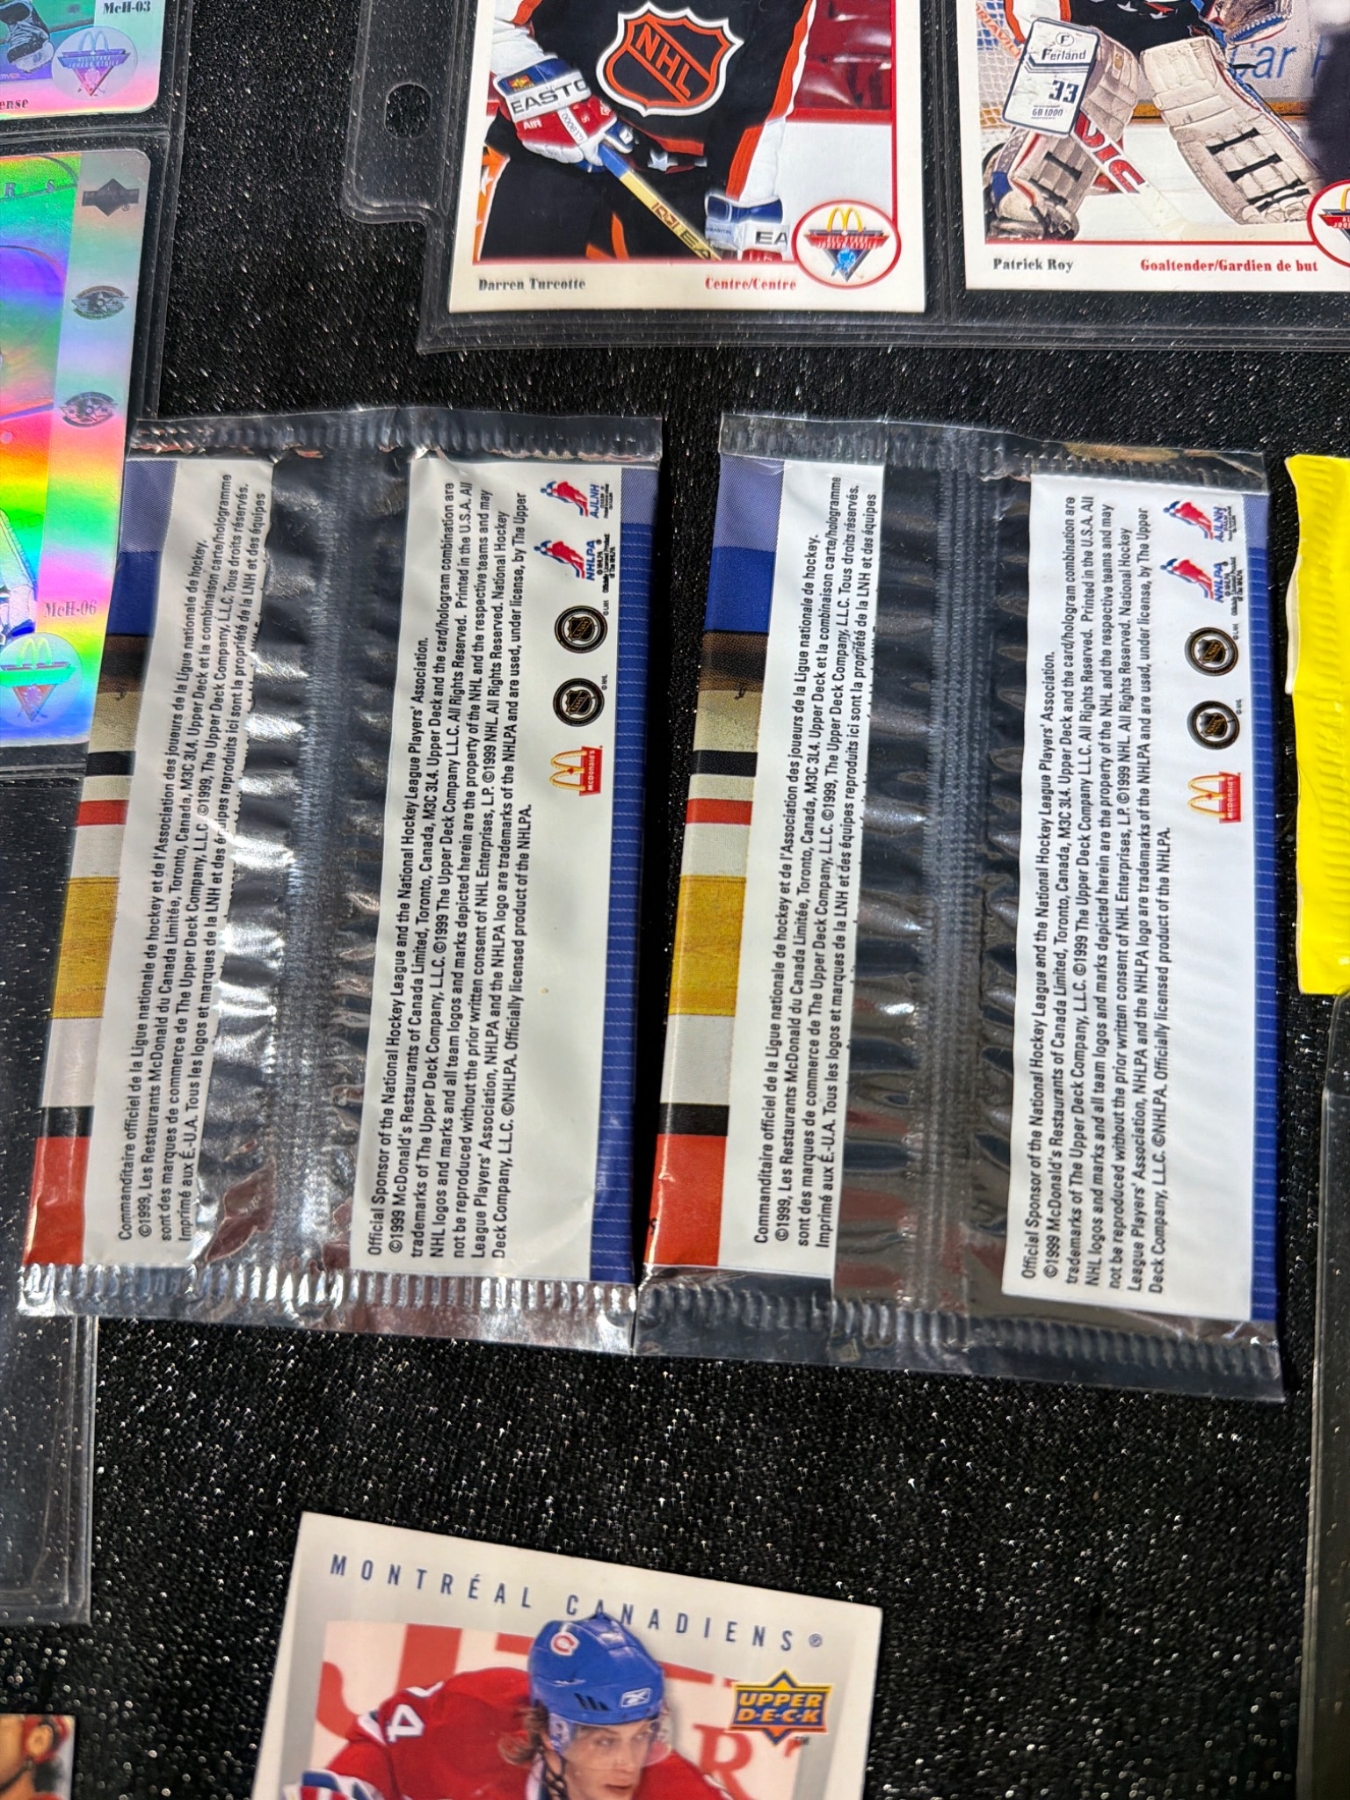 McH-03
ense
R S
McH-06
NHL
EASTO
AIR
EA
Darren Turcotte
Centre/Centre
Ferland
33
GB 1000
ar
Patrick Roy
Goaltender/Gardien de but
Commanditaire officiel de la Ligue nationale de hockey et de l'Association des joueurs de la Ligue nationale de hockey.
©1999, Les Restaurants McDonald du Canada Limitée, Toronto, Canada, M3C 3L4. Upper Deck et la combinaison carte/hologramme
sont des marques de commerce de The Upper Deck Company, L.L.C. ©1999, The Upper Deck Company, L.L.C. Tous droits réservés.
Imprimé aux É.-U.A. Tous les logos et marques de la LNH et des équipes reproduits ici sont la propriété de la LNH et des équipes
Official Sponsor of the National Hockey League and the National Hockey League Players' Association.
©1999 McDonald's Restaurants of Canada Limited, Toronto, Canada, M3C 3L4. Upper Deck and the card/hologram combination are
trademarks of The Upper Deck Company, L.L.C. ©1999 The Upper Deck Company L.L.C. All Rights Reserved. Printed in the U.S.A. All
NHL logos and marks and all team logos and marks depicted herein are the property of the NHL and the respective teams and may
not be reproduced without the prior written consent of NHL Enterprises, L.P. ©1999 NHL. All Rights Reserved. National Hockey
League Players' Association, NHLPA and the NHLPA logo are trademarks of the NHLPA and are used, under license, by The Upper
Deck Company, L.L.C. ©NHLPA. Officially licensed product of the NHLPA.
McDONALD'S
NHLPA
AJLNH
Commanditaire officiel de la Ligue nationale de hockey et de l'Association des joueurs de la Ligue nationale de hockey.
©1999, Les Restaurants McDonald du Canada Limitée, Toronto, Canada, M3C 3L4. Upper Deck et la combinaison carte/hologramme
sont des marques de commerce de The Upper Deck Company, L.L.C. ©1999, The Upper Deck Company, L.L.C. Tous droits réservés.
Imprimé aux É.-U.A. Tous les logos et marques de la LNH et des équipes reproduits ici sont la propriété de la LNH et des équipes
Official Sponsor of the National Hockey League and the National Hockey League Players' Association.
©1999 McDonald's Restaurants of Canada Limited, Toronto, Canada, M3C 3L4. Upper Deck and the card/hologram combination are
trademarks of The Upper Deck Company, L.L.C. ©1999 The Upper Deck Company L.L.C. All Rights Reserved. Printed in the U.S.A. All
NHL logos and marks and all team logos and marks depicted herein are the property of the NHL and the respective teams and may
not be reproduced without the prior written consent of NHL Enterprises, L.P. ©1999 NHL. All Rights Reserved. National Hockey
League Players' Association, NHLPA and the NHLPA logo are trademarks of the NHLPA and are used, under license, by The Upper
Deck Company, L.L.C. ©NHLPA. Officially licensed product of the NHLPA.
McDONALD'S
NHLPA
AJLNH
MONTRÉAL CANADIENS®
UPPER
D·E·C·K